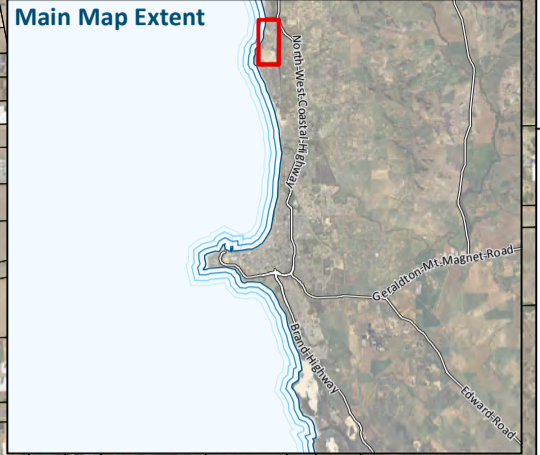 Main Map Extent
North-West-Coastal-Highway
Geraldton-Mt-Magnet-Road
Brand-Highway
Edward-Road